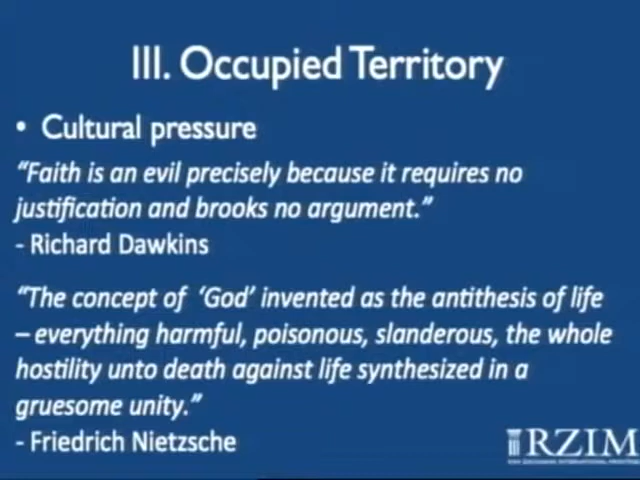 III. Occupied Territory
• Cultural pressure
“Faith is an evil precisely because it requires no
justification and brooks no argument.”
- Richard Dawkins
“The concept of ‘God’ invented as the antithesis of life
– everything harmful, poisonous, slanderous, the whole
hostility unto death against life synthesized in a
gruesome unity.”
- Friedrich Nietzsche
RZIM